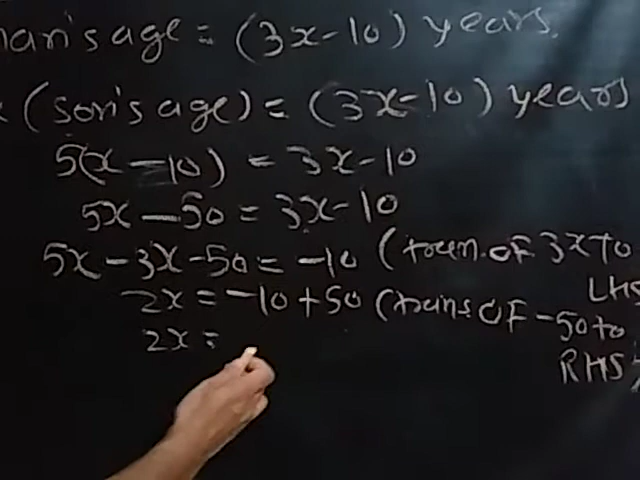 man's age = (3x-10) years.
(son's age) = (3x-10) years
5(x-10) = 3x-10
5x-50 = 3x-10
5x-3x-50 = -10 (tran. OF 3x to LHS
2x = -10+50 (trans OF -50 to RHS)
2x =